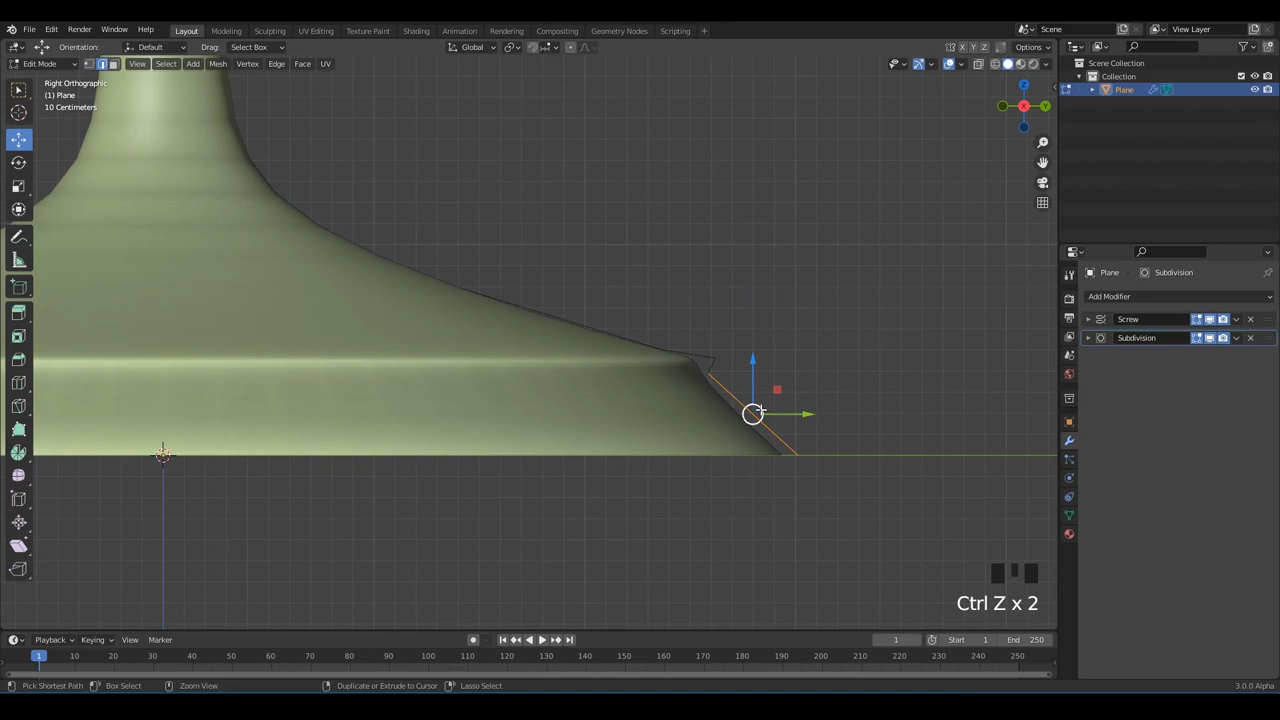 File Edit Render Window Help Layout Modeling Sculpting UV Editing Texture Paint Shading Animation Rendering Compositing Geometry Nodes Scripting + Scene View Layer
Orientation: Default Drag: Select Box Global X Y Z Options
Edit Mode View Select Add Mesh Vertex Edge Face UV
Scene Collection
Collection
Plane
Right Orthographic
(1) Plane
10 Centimeters
Z
X
Y
Plane Subdivision
Add Modifier
Screw
Subdivision
Ctrl Z x 2
Playback Keying View Marker 1 Start 1 End 250
1 10 20 30 40 50 60 70 80 90 100 110 120 130 140 150 160 170 180 190 200 210 220 230 240 250
Pick Shortest Path Box Select Zoom View Duplicate or Extrude to Cursor Lasso Select 3.0.0 Alpha